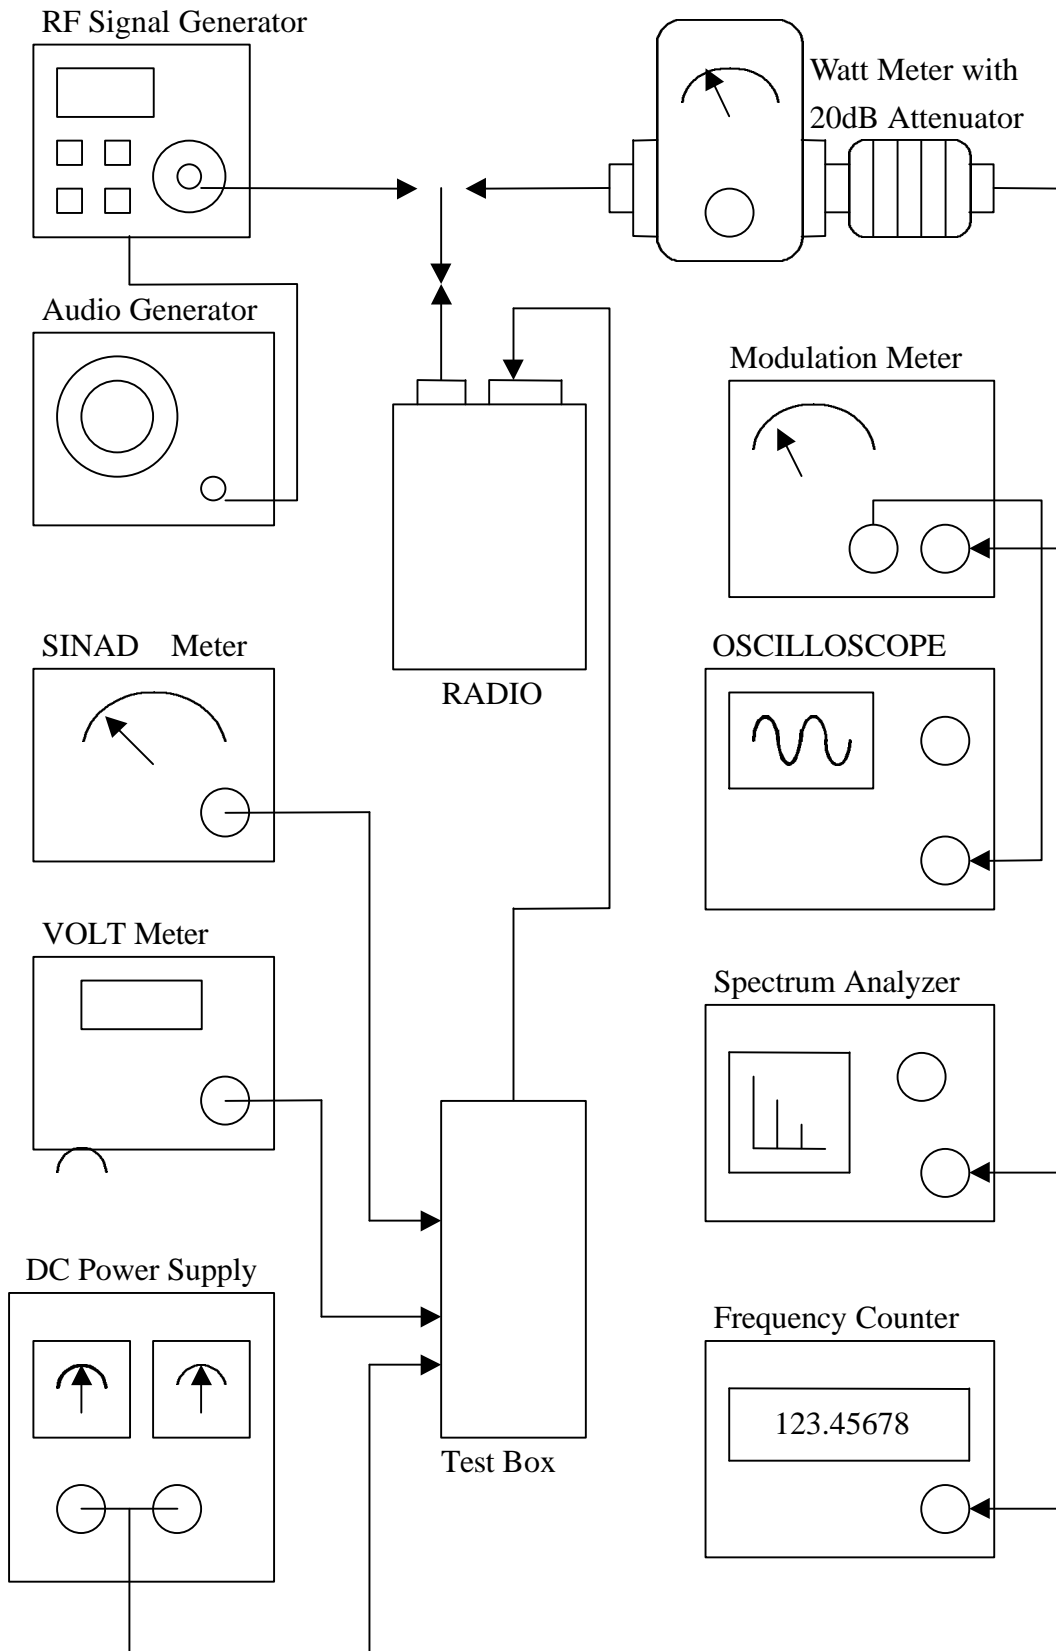 RF Signal Generator
Watt Meter with
20dB Attenuator
Audio Generator
Modulation Meter
SINAD Meter
RADIO
OSCILLOSCOPE
VOLT Meter
Spectrum Analyzer
DC Power Supply
Frequency Counter
123.45678
Test Box